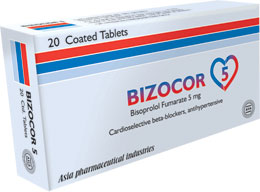 20 Coated Tablets
BIZOCOR 5
Bisoprolol Fumarate 5 mg
Cardioselective beta-blockers, antihypertensive
Asia pharmaceutical industries
BIZOCOR 5
20 Cod. Tablets